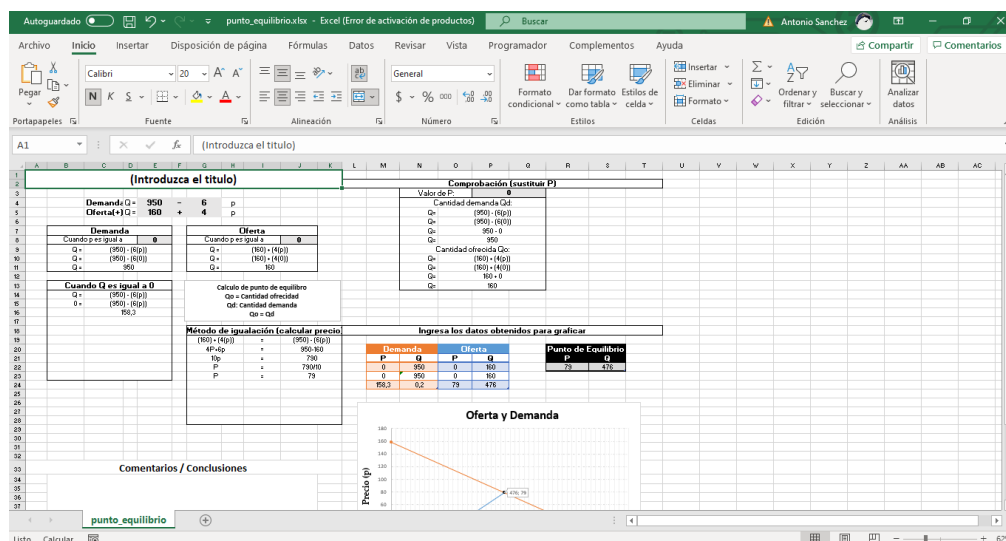 Autoguardado punto_equilibrio.xlsx - Excel (Error de activación de productos) Buscar Antonio Sanchez
Archivo Inicio Insertar Disposición de página Fórmulas Datos Revisar Vista Programador Complementos Ayuda Compartir Comentarios
Pegar Calibri 20 A A General Formato condicional Dar formato como tabla Estilos de celda Insertar Eliminar Formato Ordenar y filtrar Buscar y seleccionar Analizar datos
N K S $ % 000
Portapapeles Fuente Alineación Número Estilos Celdas Edición Análisis
A1 fx (Introduzca el titulo)
A B C D E F G H I J K L M N O P Q R S T U V W X Y Z AA AB AC
(Introduzca el titulo)
Demanda Q = 950 - 6 p
Oferta(+) Q = 160 + 4 p
Demanda
Cuando p es igual a 0
Q = (950) - (6(p))
Q = (950) - (6(0))
Q = 950
Oferta
Cuando p es igual a 0
Q = (160) + (4(p))
Q = (160) + (4(0))
Q = 160
Cuando Q es igual a 0
Q = (950) - (6(p))
0 = (950) - (6(p))
158,3
Calculo de punto de equilibro
Qo = Cantidad ofrecidad
Qd: Cantidad demanda
Qo = Qd
Método de igualación (calcular precio
(160) + (4(p)) = (950) - (6(p))
4P+6p = 950-160
10p = 790
P = 790/10
P = 79
Comprobación (sustituir P)
Valor de P: 0
Cantidad demanda Qd:
Q= (950) - (6(p))
Q= (950) - (6(0))
Q= 950 - 0
Q= 950
Cantidad ofrecida Qo:
Q= (160) + (4(p))
Q= (160) + (4(0))
Q= 160 + 0
Q= 160
Ingresa los datos obtenidos para graficar
Demanda Oferta
P Q P Q
0 950 0 160
0 950 0 160
158,3 0,2 79 476
Punto de Equilibrio
P Q
79 476
Oferta y Demanda
Precio (p)
180
160
140
120
100
80
60
476; 79
Comentarios / Conclusiones
punto_equilibrio
Listo Calcular